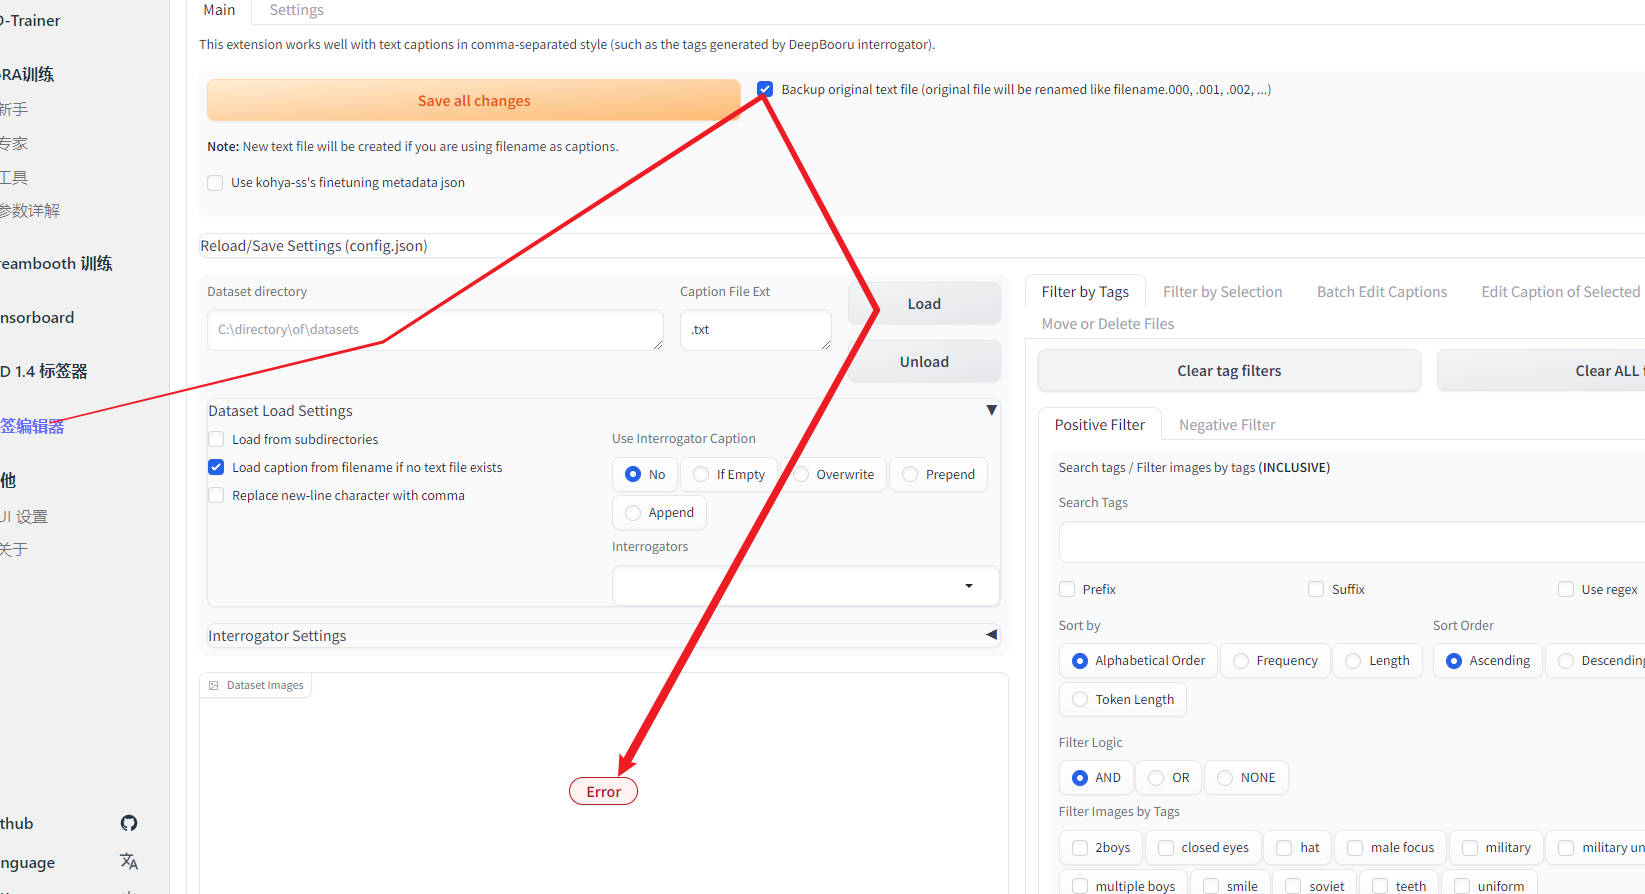 D-Trainer
RA训练
新手
专家
工具
参数详解
reambooth 训练
nsorboard
D 1.4 标签器
签编辑器
他
UI 设置
关于
thub
nguage
Main
Settings
This extension works well with text captions in comma-separated style (such as the tags generated by DeepBooru interrogator).
Save all changes
Backup original text file (original file will be renamed like filename.000, .001, .002, ...)
Note: New text file will be created if you are using filename as captions.
Use kohya-ss's finetuning metadata json
Reload/Save Settings (config.json)
Dataset directory
C:\directory\of\datasets
Caption File Ext
.txt
Load
Unload
Dataset Load Settings
Load from subdirectories
Load caption from filename if no text file exists
Replace new-line character with comma
Use Interrogator Caption
No
If Empty
Overwrite
Prepend
Append
Interrogators
Interrogator Settings
Dataset Images
Error
Filter by Tags
Filter by Selection
Batch Edit Captions
Edit Caption of Selected
Move or Delete Files
Clear tag filters
Clear ALL
Positive Filter
Negative Filter
Search tags / Filter images by tags (INCLUSIVE)
Search Tags
Prefix
Suffix
Use regex
Sort by
Alphabetical Order
Frequency
Length
Token Length
Sort Order
Ascending
Descending
Filter Logic
AND
OR
NONE
Filter Images by Tags
2boys
closed eyes
hat
male focus
military
military un
multiple boys
smile
soviet
teeth
uniform